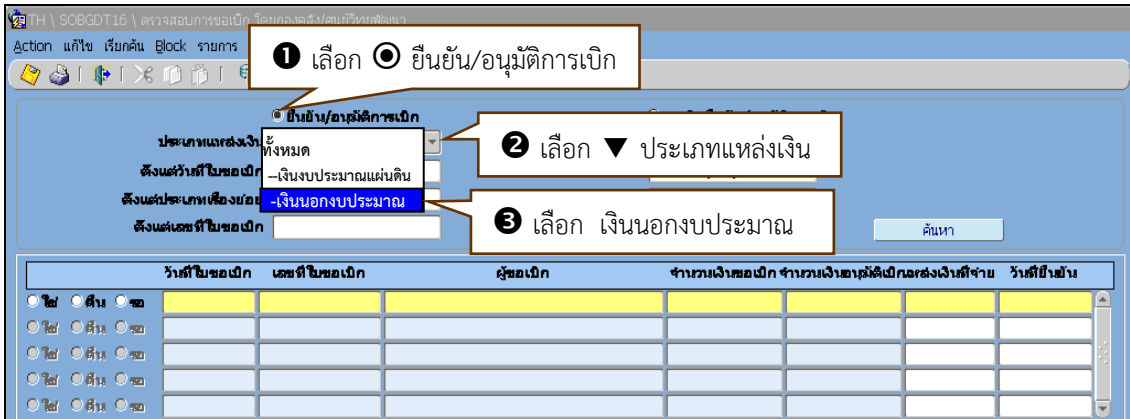 TH \ SOBGDT16 \ ตรวจสอบการขอเบิก โดยกองคลัง/ศูนย์วิทยพัฒนา
Action แก้ไข เรียกค้น Block รายการ
❶ เลือก ยืนยัน/อนุมัติการเบิก
ยืนยัน/อนุมัติการเบิก
ประเภทแหล่งเงิน
ทั้งหมด
❷ เลือก ▼ ประเภทแหล่งเงิน
--เงินงบประมาณแผ่นดิน
ตั้งแต่วันที่ใบขอเบิก
-เงินนอกงบประมาณ
ตั้งแต่ประเภทเรื่องย่อย
❸ เลือก เงินนอกงบประมาณ
ตั้งแต่เลขที่ใบขอเบิก
ค้นหา
วันที่ใบขอเบิก เลขที่ใบขอเบิก ผู้ขอเบิก จำนวนเงินขอเบิก จำนวนเงินอนุมัติเบิก แหล่งเงินที่จ่าย วันที่ยืนยัน
ใช่ คืน รอ
ใช่ คืน รอ
ใช่ คืน รอ
ใช่ คืน รอ
ใช่ คืน รอ